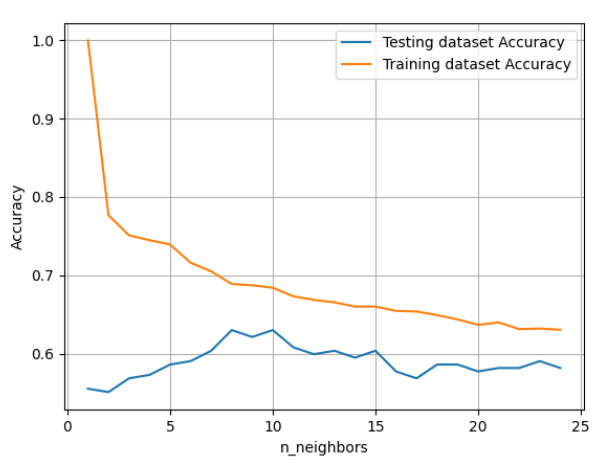 Testing dataset Accuracy
Training dataset Accuracy
1.0
0.9
0.8
0.7
0.6
Accuracy
0 5 10 15 20 25
n_neighbors